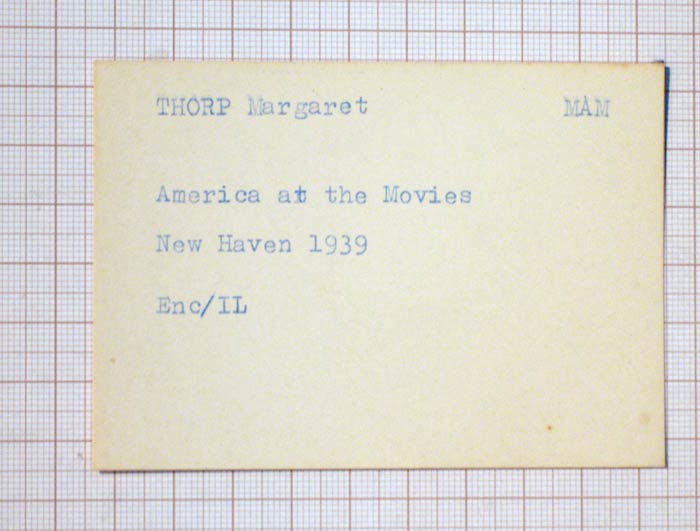 THORP Margaret MAM
America at the Movies
New Haven 1939
Enc/IL